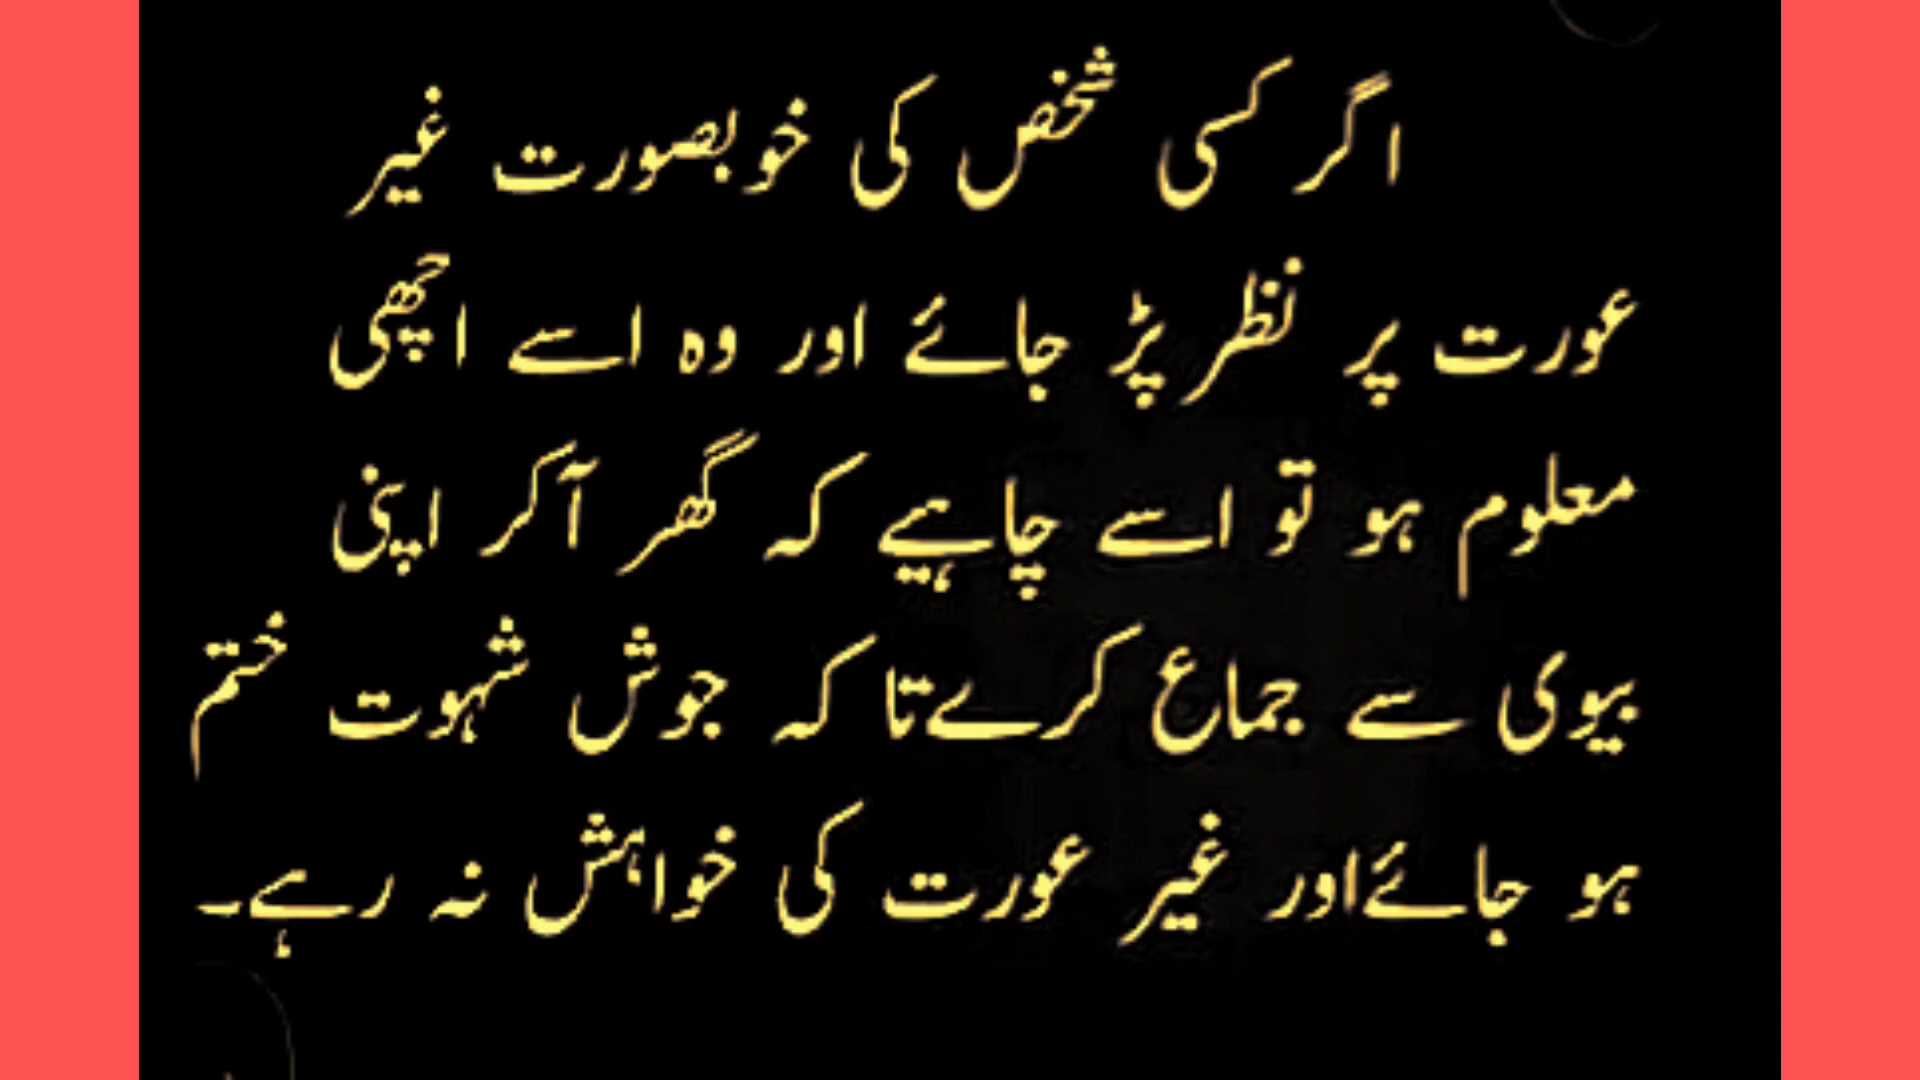 اگر کسی شخص کی خوبصورت غیر
عورت پر نظر پڑ جائے اور وہ اسے اچھی
معلوم ہو تو اسے چاہیے کہ گھر آکر اپنی
بیوی سے جماع کرے تا کہ جوش شہوت ختم
ہو جائے اور غیر عورت کی خواہش نہ رہے۔